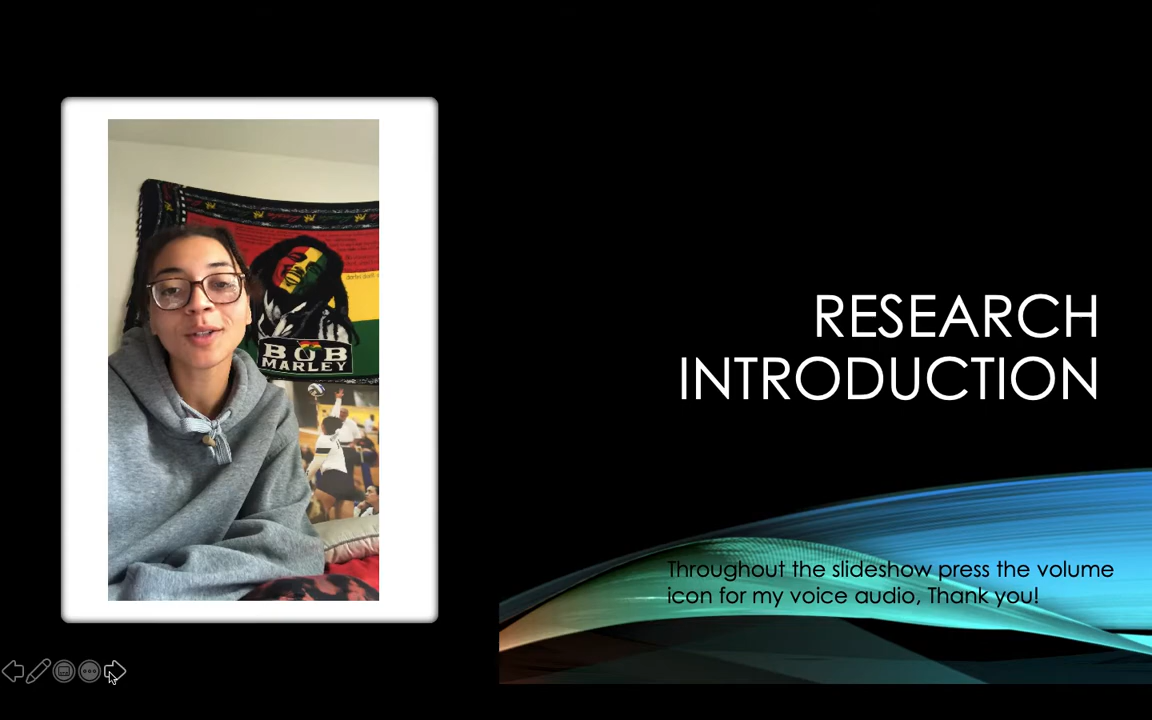 BOB
MARLEY
RESEARCH
INTRODUCTION
Throughout the slideshow press the volume
icon for my voice audio, Thank you!